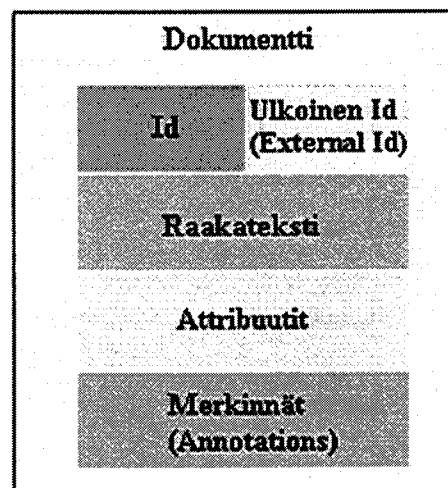 Dokumentti
Id
Ulkoinen Id
(External Id)
Raakateksti
Attribuutit
Merkinnät
(Annotations)